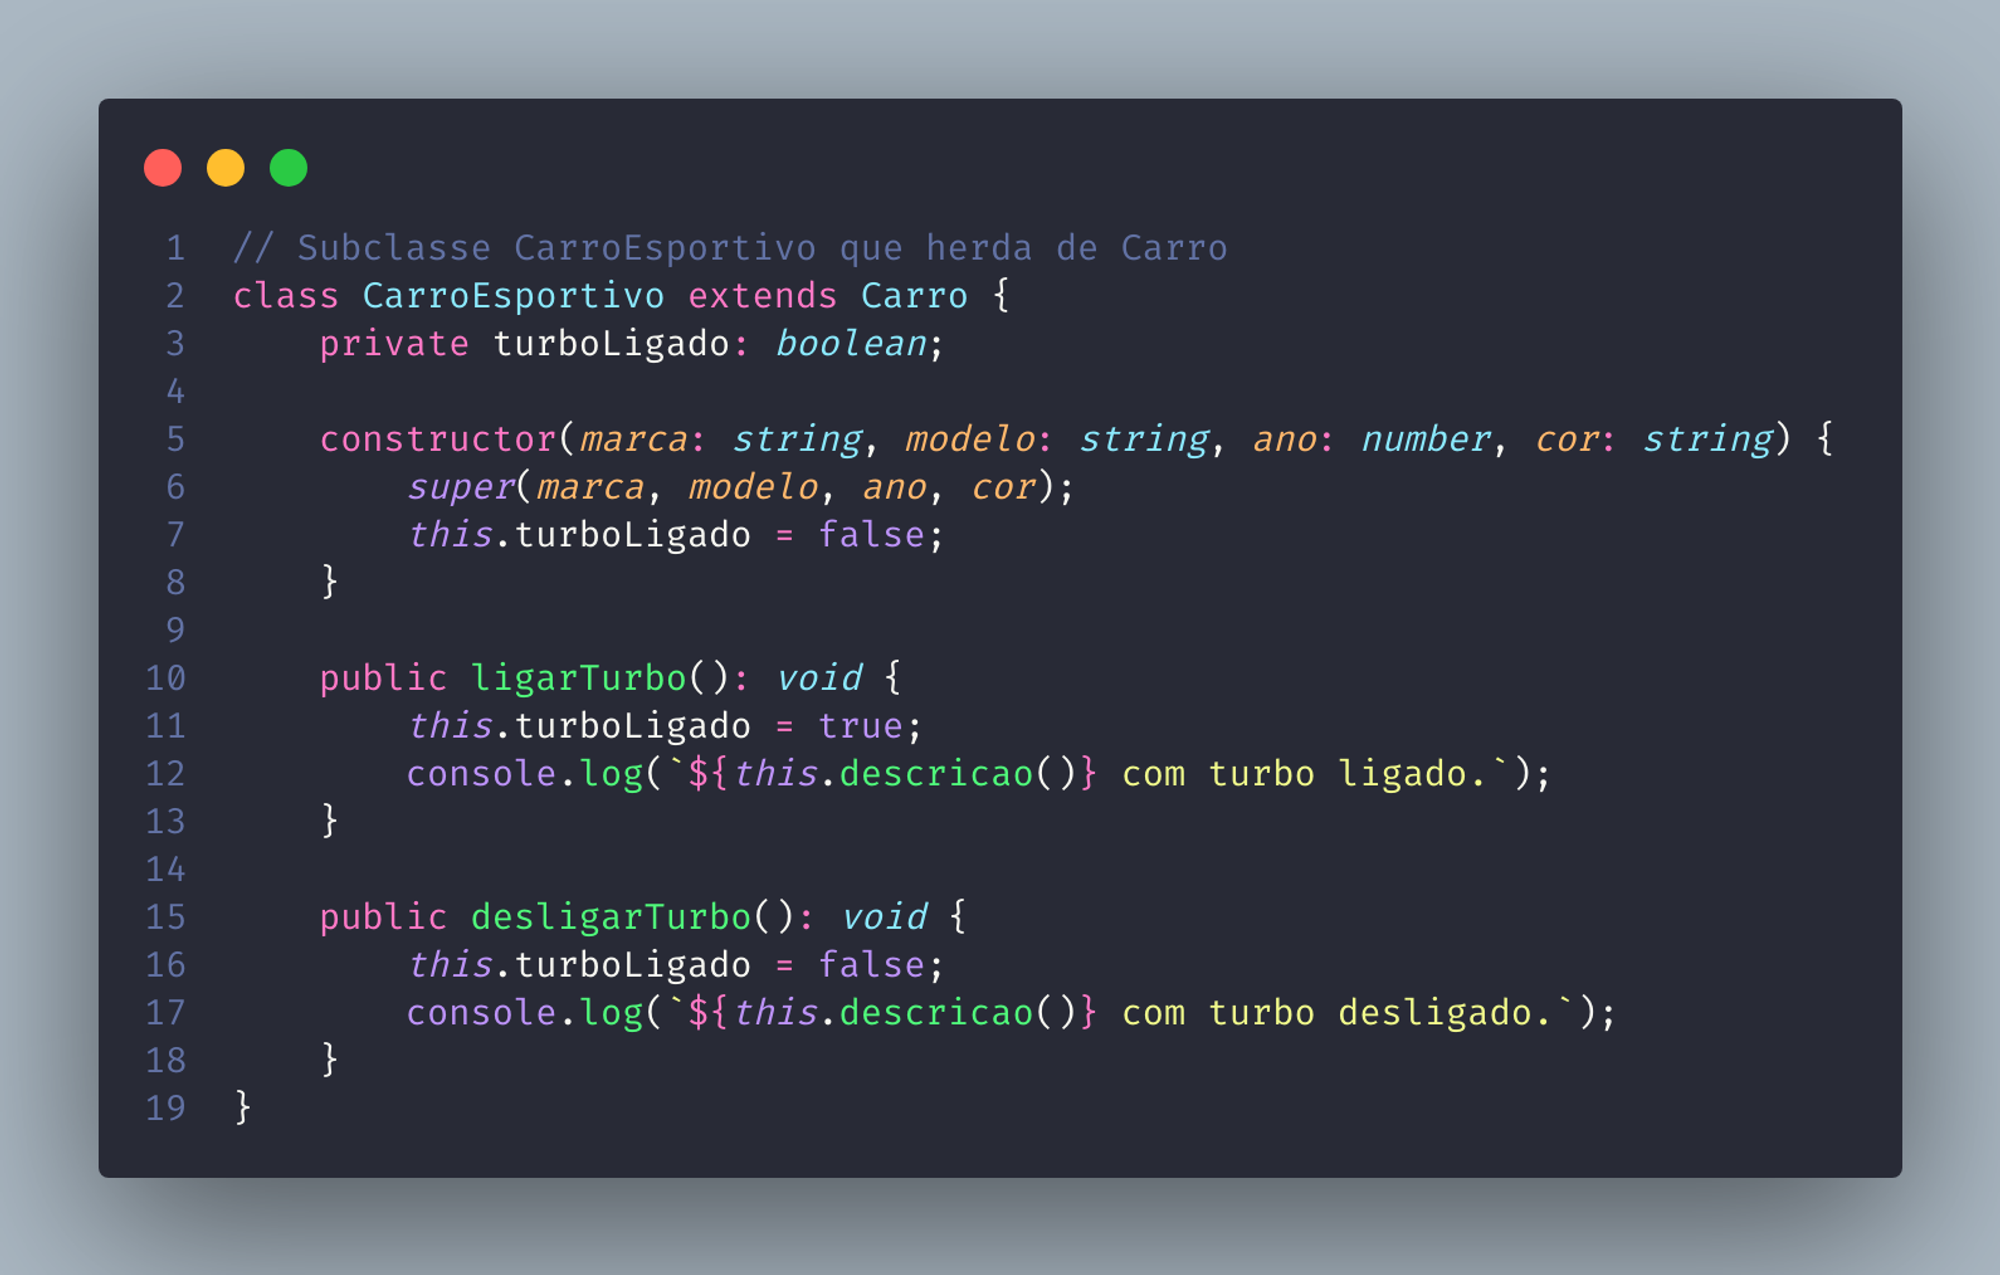 1 // Subclasse CarroEsportivo que herda de Carro
2 class CarroEsportivo extends Carro {
3     private turboLigado: boolean;
4
5     constructor(marca: string, modelo: string, ano: number, cor: string) {
6         super(marca, modelo, ano, cor);
7         this.turboLigado = false;
8     }
9
10     public ligarTurbo(): void {
11         this.turboLigado = true;
12         console.log(`${this.descricao()} com turbo ligado.`);
13     }
14
15     public desligarTurbo(): void {
16         this.turboLigado = false;
17         console.log(`${this.descricao()} com turbo desligado.`);
18     }
19 }